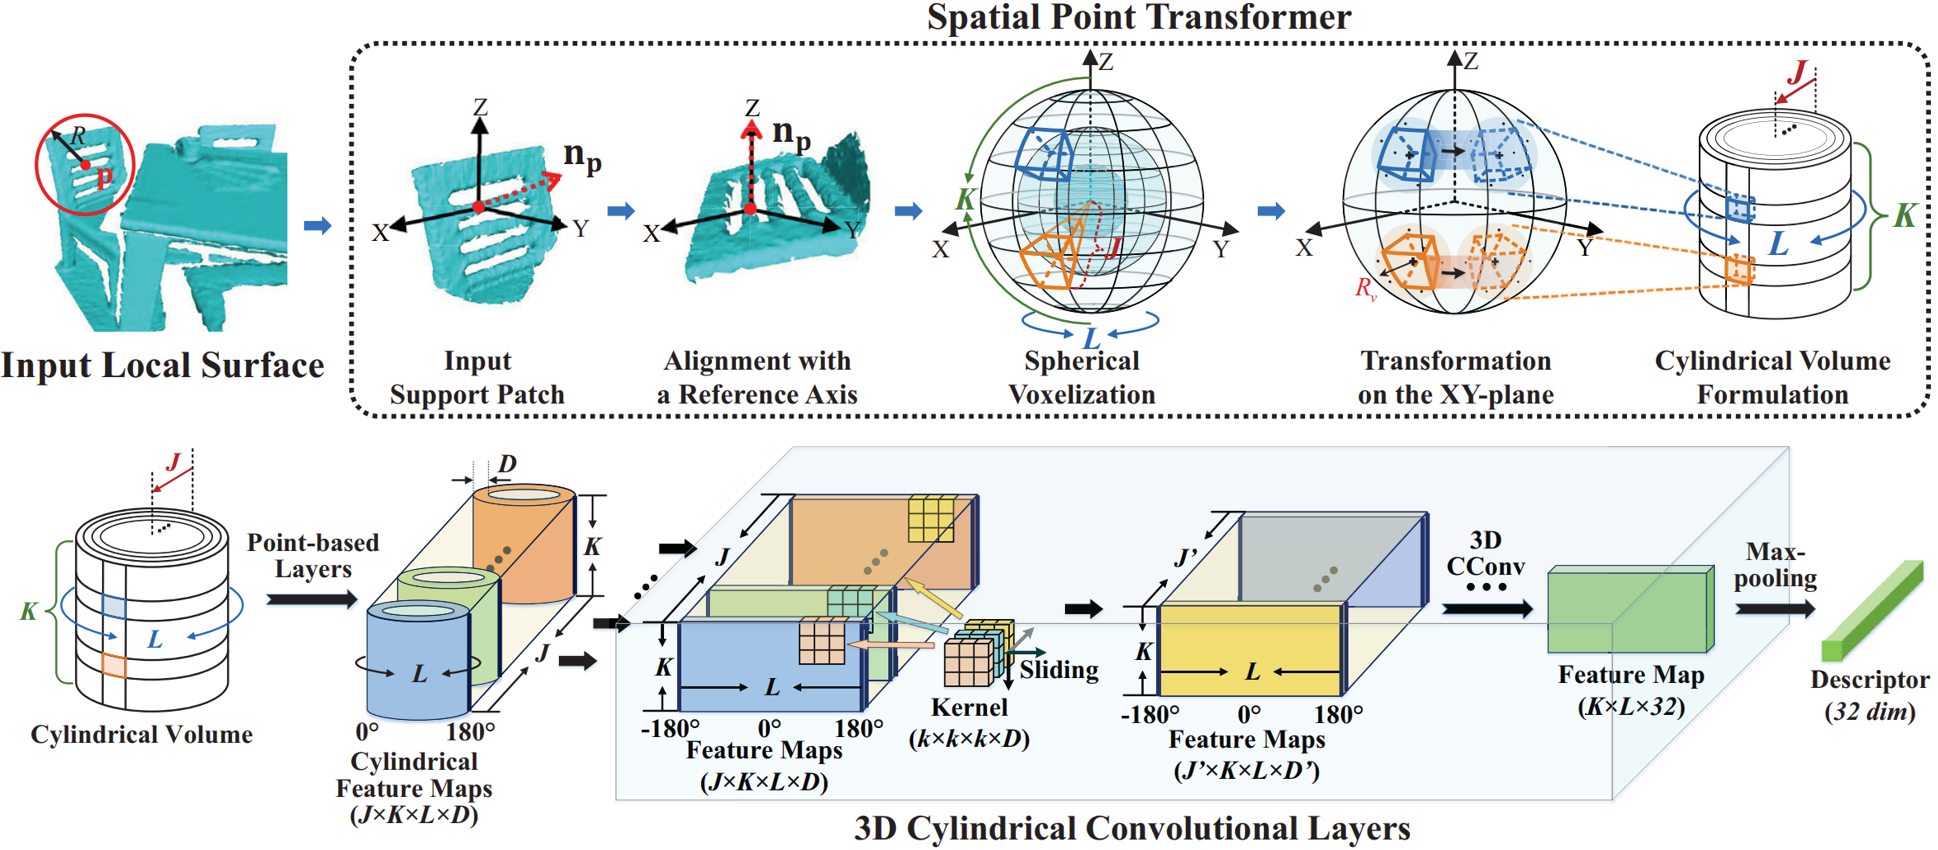 Spatial Point Transformer
R
p
Input Local Surface
Z
n_p
X
Y
Input
Support Patch
Z
n_p
X
Y
Alignment with
a Reference Axis
Z
K
J
X
Y
L
Spherical
Voxelization
Z
X
Y
R_v
Transformation
on the XY-plane
J
K
L
Cylindrical Volume
Formulation
J
K
L
Cylindrical Volume
Point-based
Layers
D
K
J
L
0°
180°
Cylindrical
Feature Maps
(J×K×L×D)
J
K
L
-180°
0°
180°
Feature Maps
(J×K×L×D)
Sliding
Kernel
(k×k×k×D)
J’
K
L
-180°
0°
180°
Feature Maps
(J’×K×L×D’)
3D
CConv
Feature Map
(K×L×32)
Max-
pooling
Descriptor
(32 dim)
3D Cylindrical Convolutional Layers